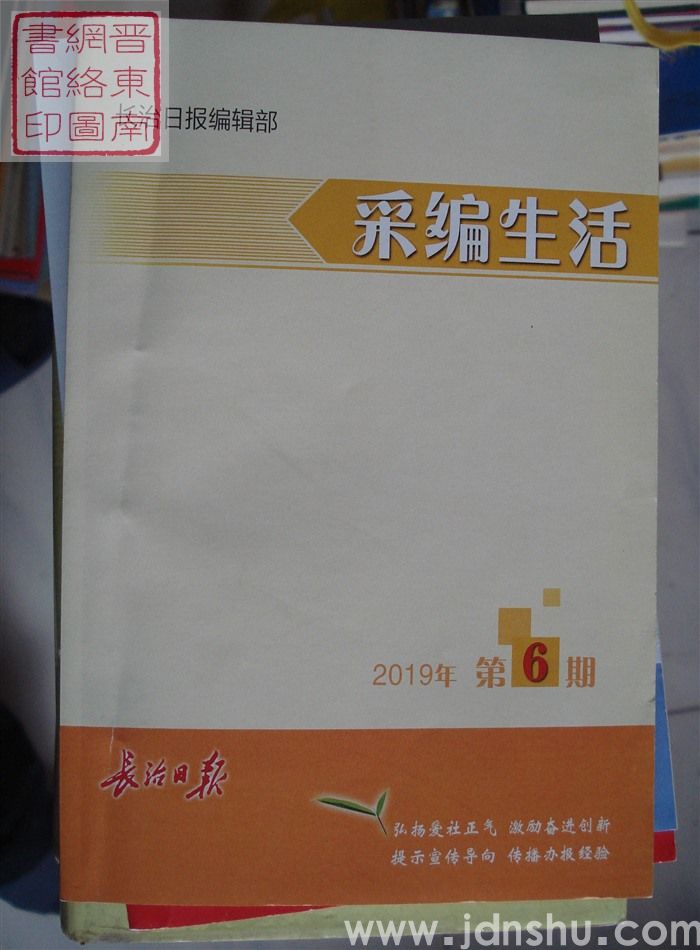 晋東南
網絡圖
書館印
长治日报编辑部
采编生活
2019年 第6期
长治日报
弘扬爱社正气 激励奋进创新
提示宣传导向 传播办报经验
www.jdnshu.com